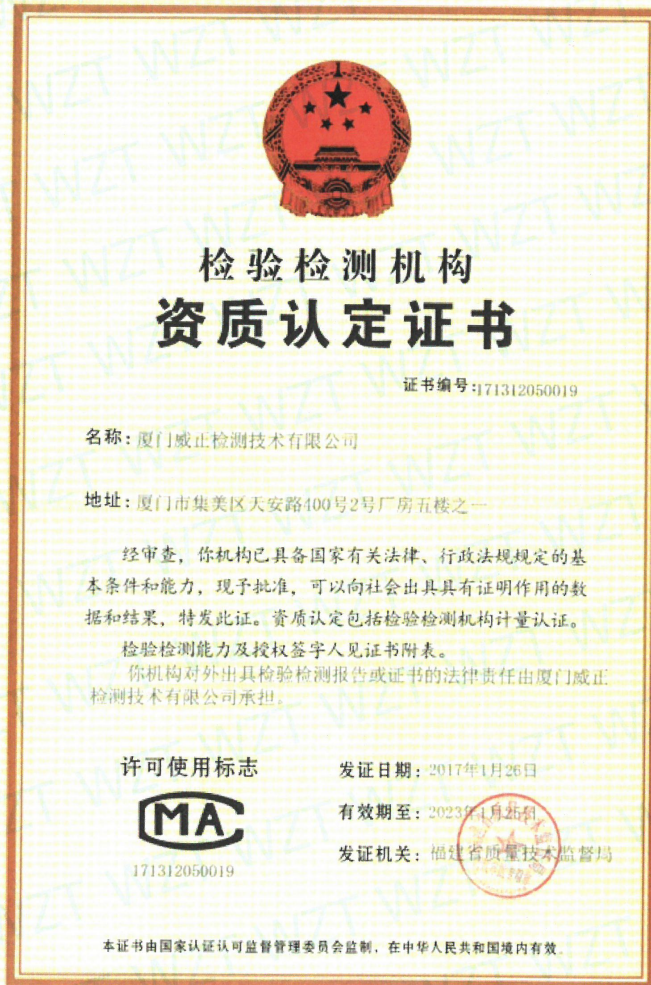 检验检测机构
资质认定证书
证书编号:171312050019
名称:厦门威正检测技术有限公司
地址:厦门市集美区天安路400号2号厂房五楼之一
经审查，你机构已具备国家有关法律、行政法规规定的基
本条件和能力，现予批准，可以向社会出具具有证明作用的数
据和结果，特发此证。资质认定包括检验检测机构计量认证。
检验检测能力及授权签字人见证书附表。
你机构对外出具检验检测报告或证书的法律责任由厦门威正
检测技术有限公司承担。
许可使用标志
MA
171312050019
发证日期:2017年1月26日
有效期至:2023年1月25日
发证机关:福建省质量技术监督局
本证书由国家认证认可监督管理委员会监制，在中华人民共和国境内有效。
WZT